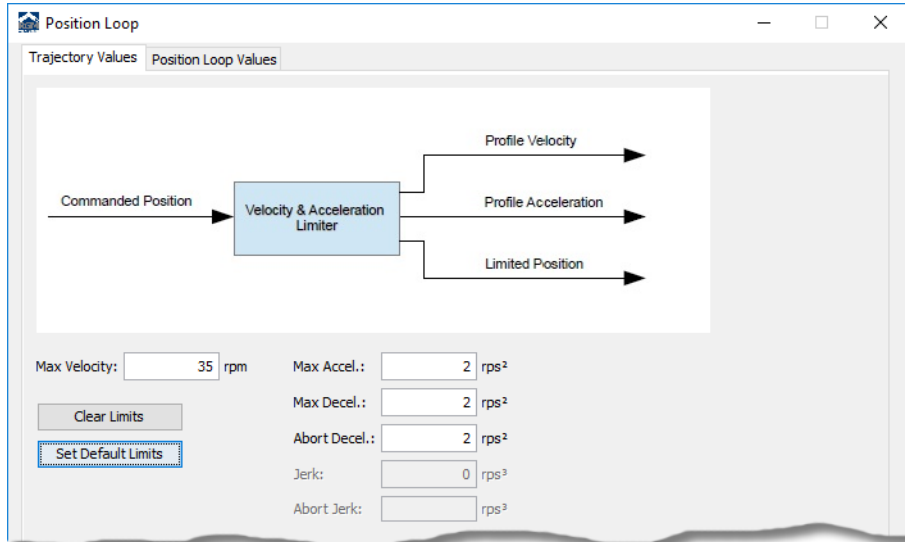 Position Loop
Trajectory Values Position Loop Values
Profile Velocity
Commanded Position
Velocity & Acceleration
Limiter
Profile Acceleration
Limited Position
Max Velocity: 35 rpm
Max Accel.: 2 rps²
Max Decel.: 2 rps²
Clear Limits
Abort Decel.: 2 rps²
Set Default Limits
Jerk: 0 rps³
Abort Jerk: rps³